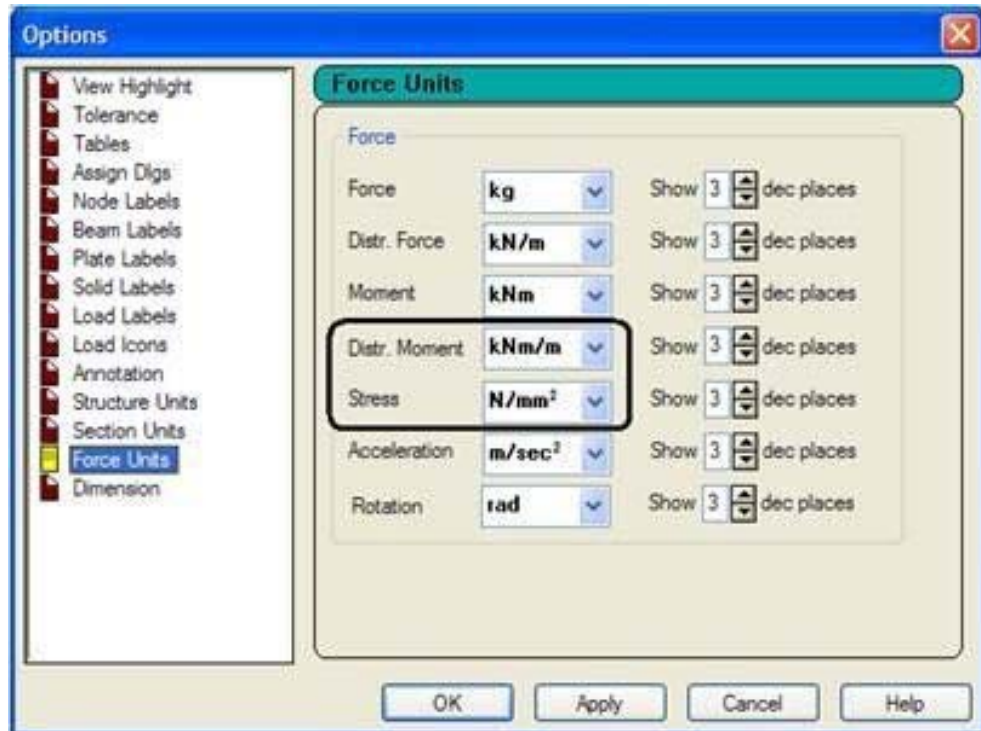 Options
View Highlight
Tolerance
Tables
Assign Dlgs
Node Labels
Beam Labels
Plate Labels
Solid Labels
Load Labels
Load Icons
Annotation
Structure Units
Section Units
Force Units
Dimension
Force Units
Force
Force kg Show 3 dec places
Distr. Force kN/m Show 3 dec places
Moment kNm Show 3 dec places
Distr. Moment kNm/m Show 3 dec places
Stress N/mm² Show 3 dec places
Acceleration m/sec² Show 3 dec places
Rotation rad Show 3 dec places
OK Apply Cancel Help